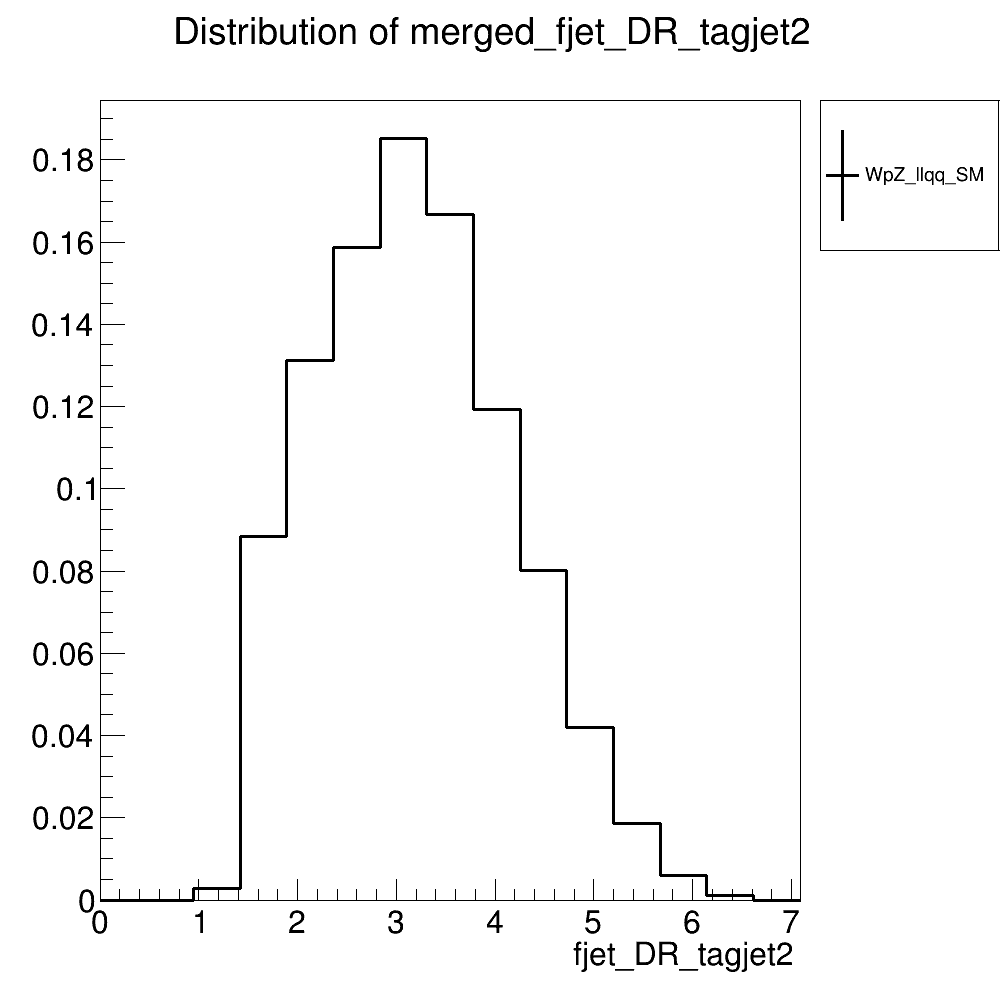 Distribution of merged_fjet_DR_tagjet2
WpZ_llqq_SM
0.18
0.16
0.14
0.12
0.1
0.08
0.06
0.04
0.02
0
0 1 2 3 4 5 6 7
fjet_DR_tagjet2